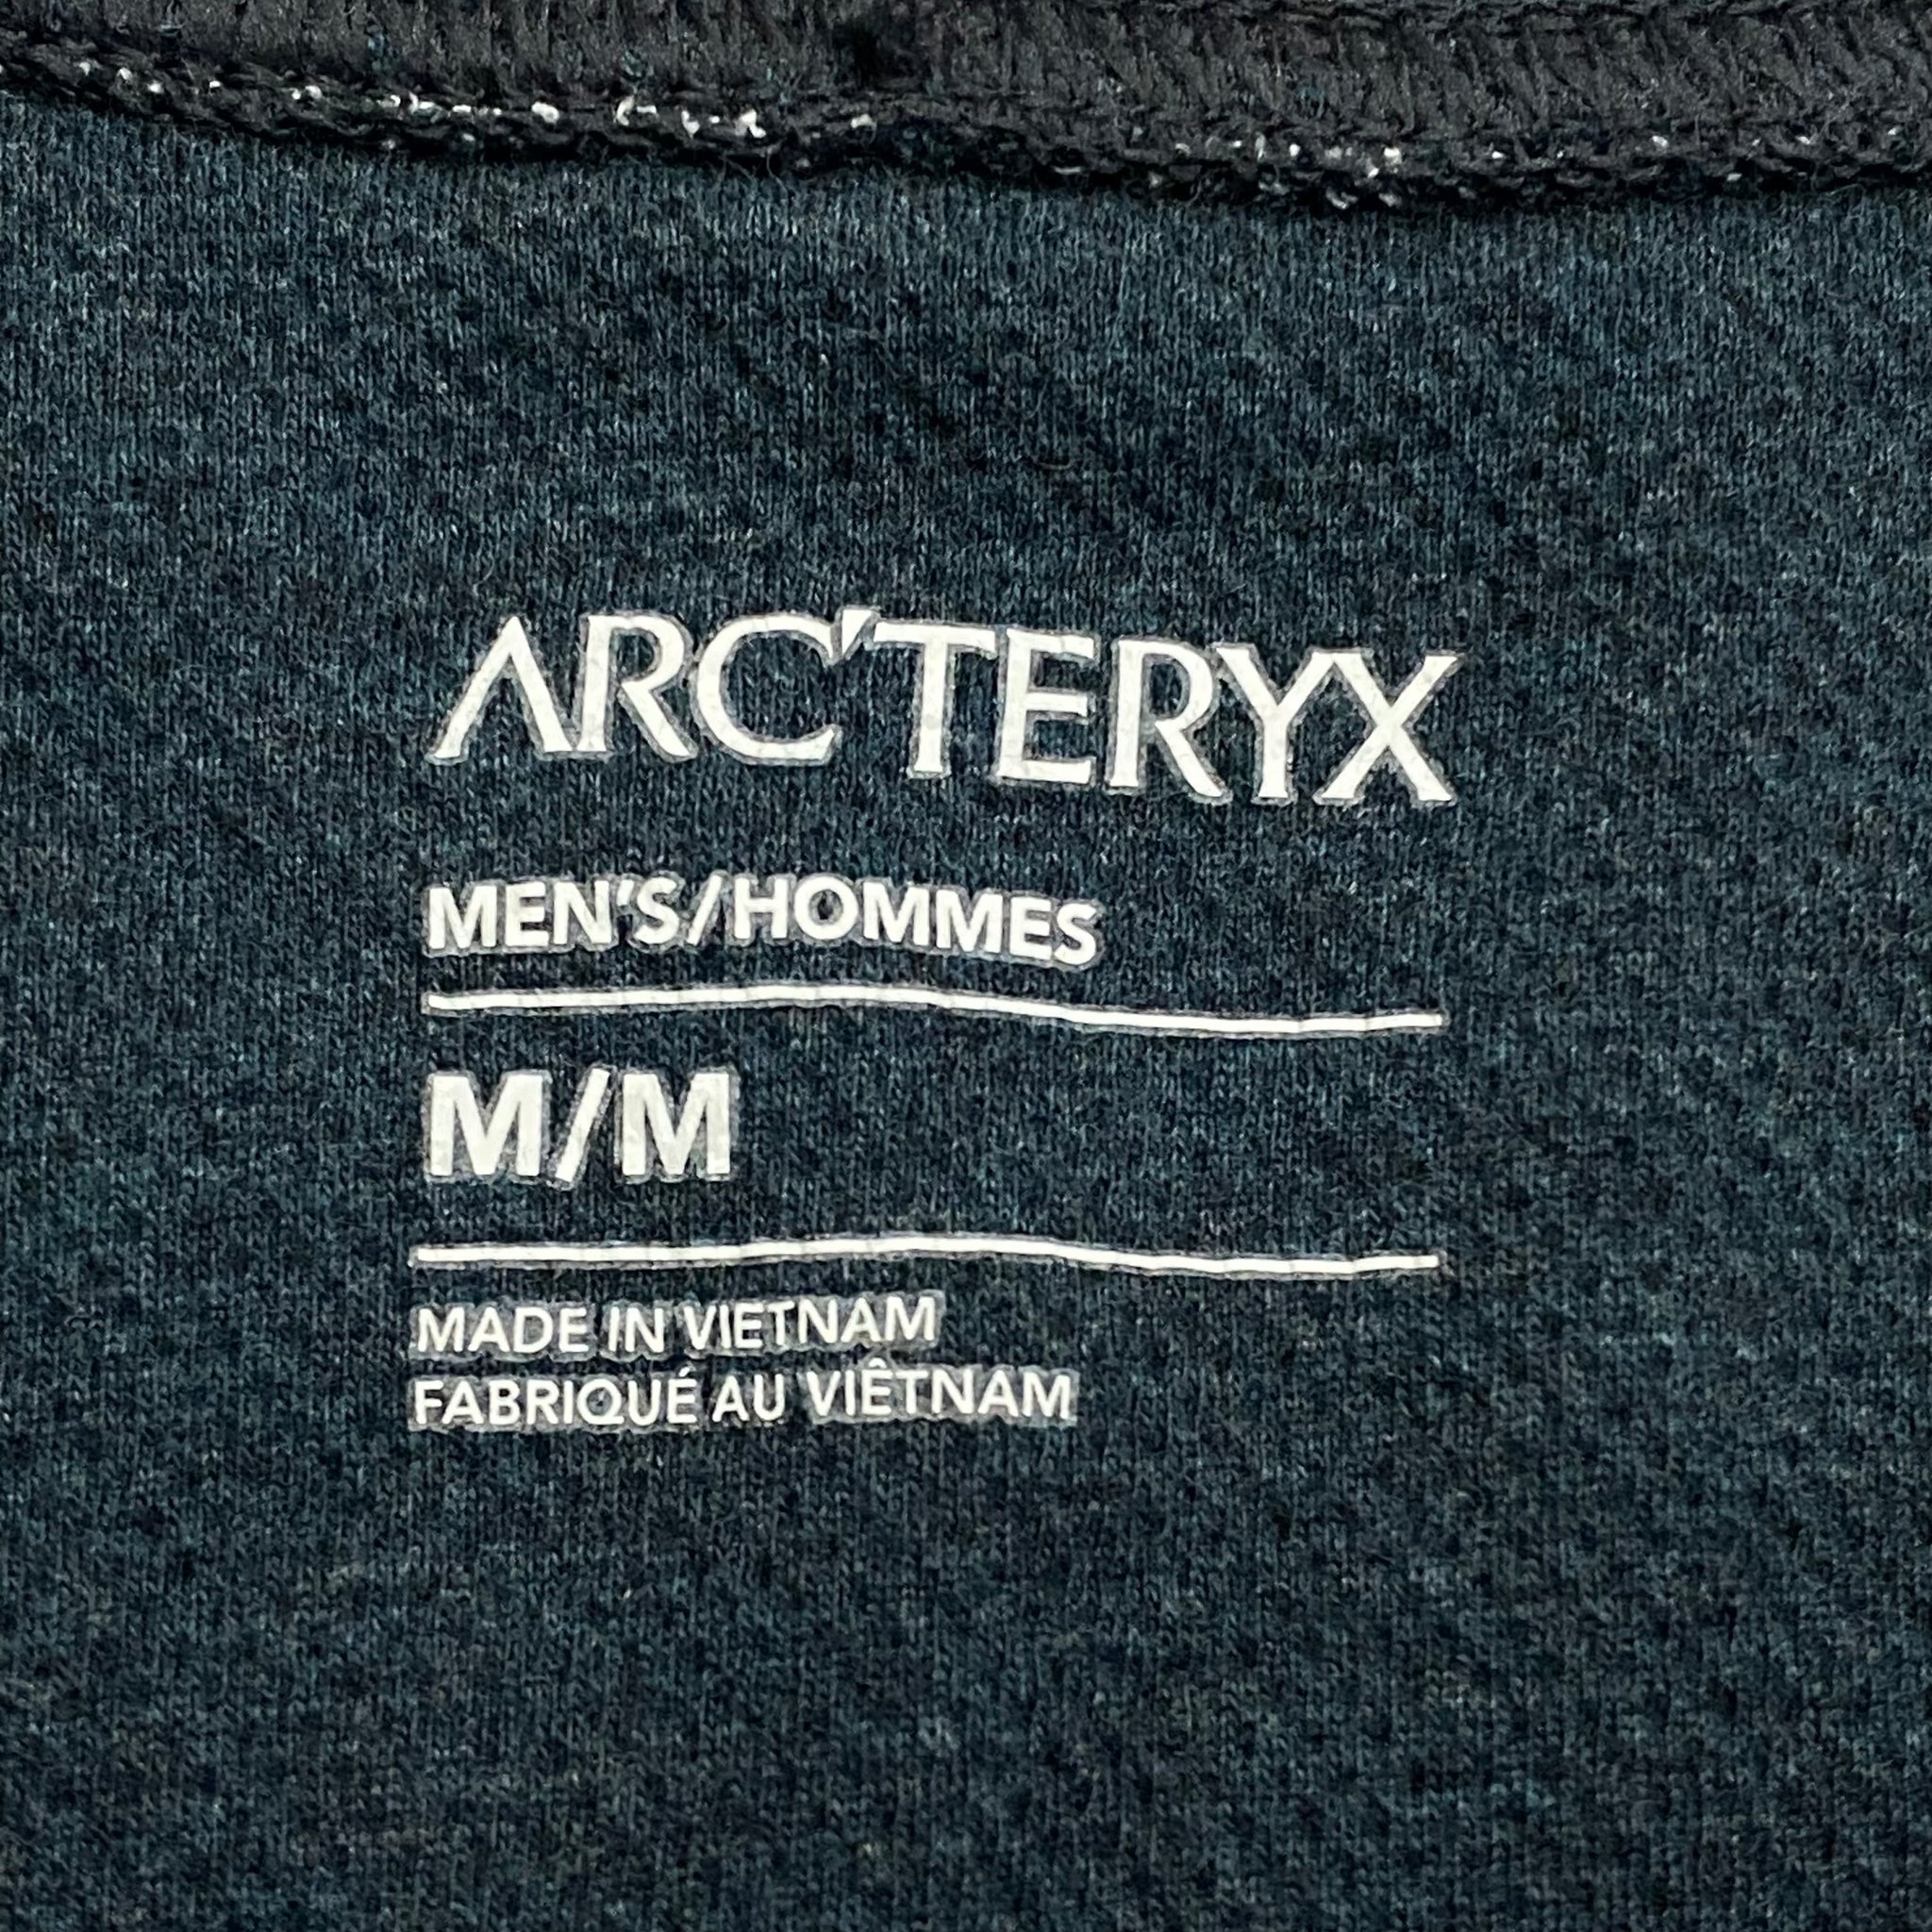 ARC'TERYX
MEN'S/HOMMES
M/M
MADE IN VIETNAM
FABRIQUÉ AU VIÊTNAM